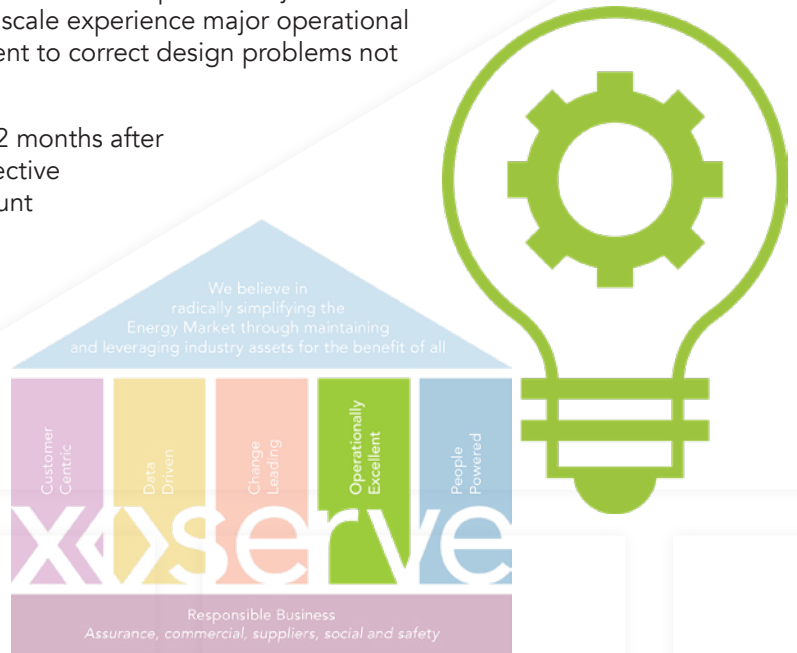 scale experience major operational
ent to correct design problems not
2 months after
ective
unt
We believe in
radically simplifying the
Energy Market through maintaining
and leveraging industry assets for the benefit of all
Customer
Centric
Data
Driven
Change
Leading
Operationally
Excellent
People
Powered
xoserve
Responsible Business
Assurance, commercial, suppliers, social and safety